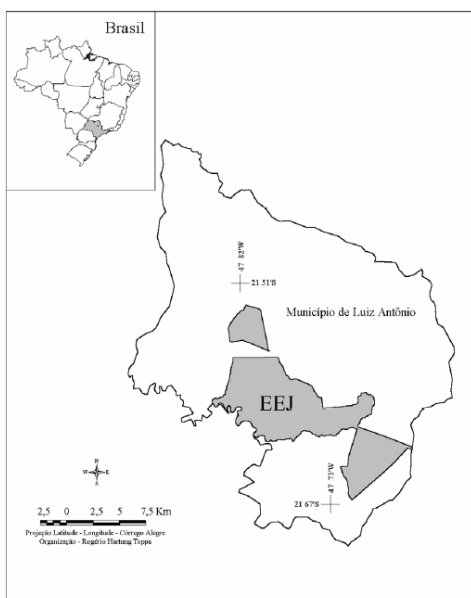 Brasil
47 82'W
21 51'S
Município de Luiz Antônio
EEJ
47 73'W
21 67'S
N
W E
S
2,5 0 2,5 5 7,5 Km
Projeção Latitude - Longitude - Córrego Alegre
Organização - Rogério Hartung Toppa